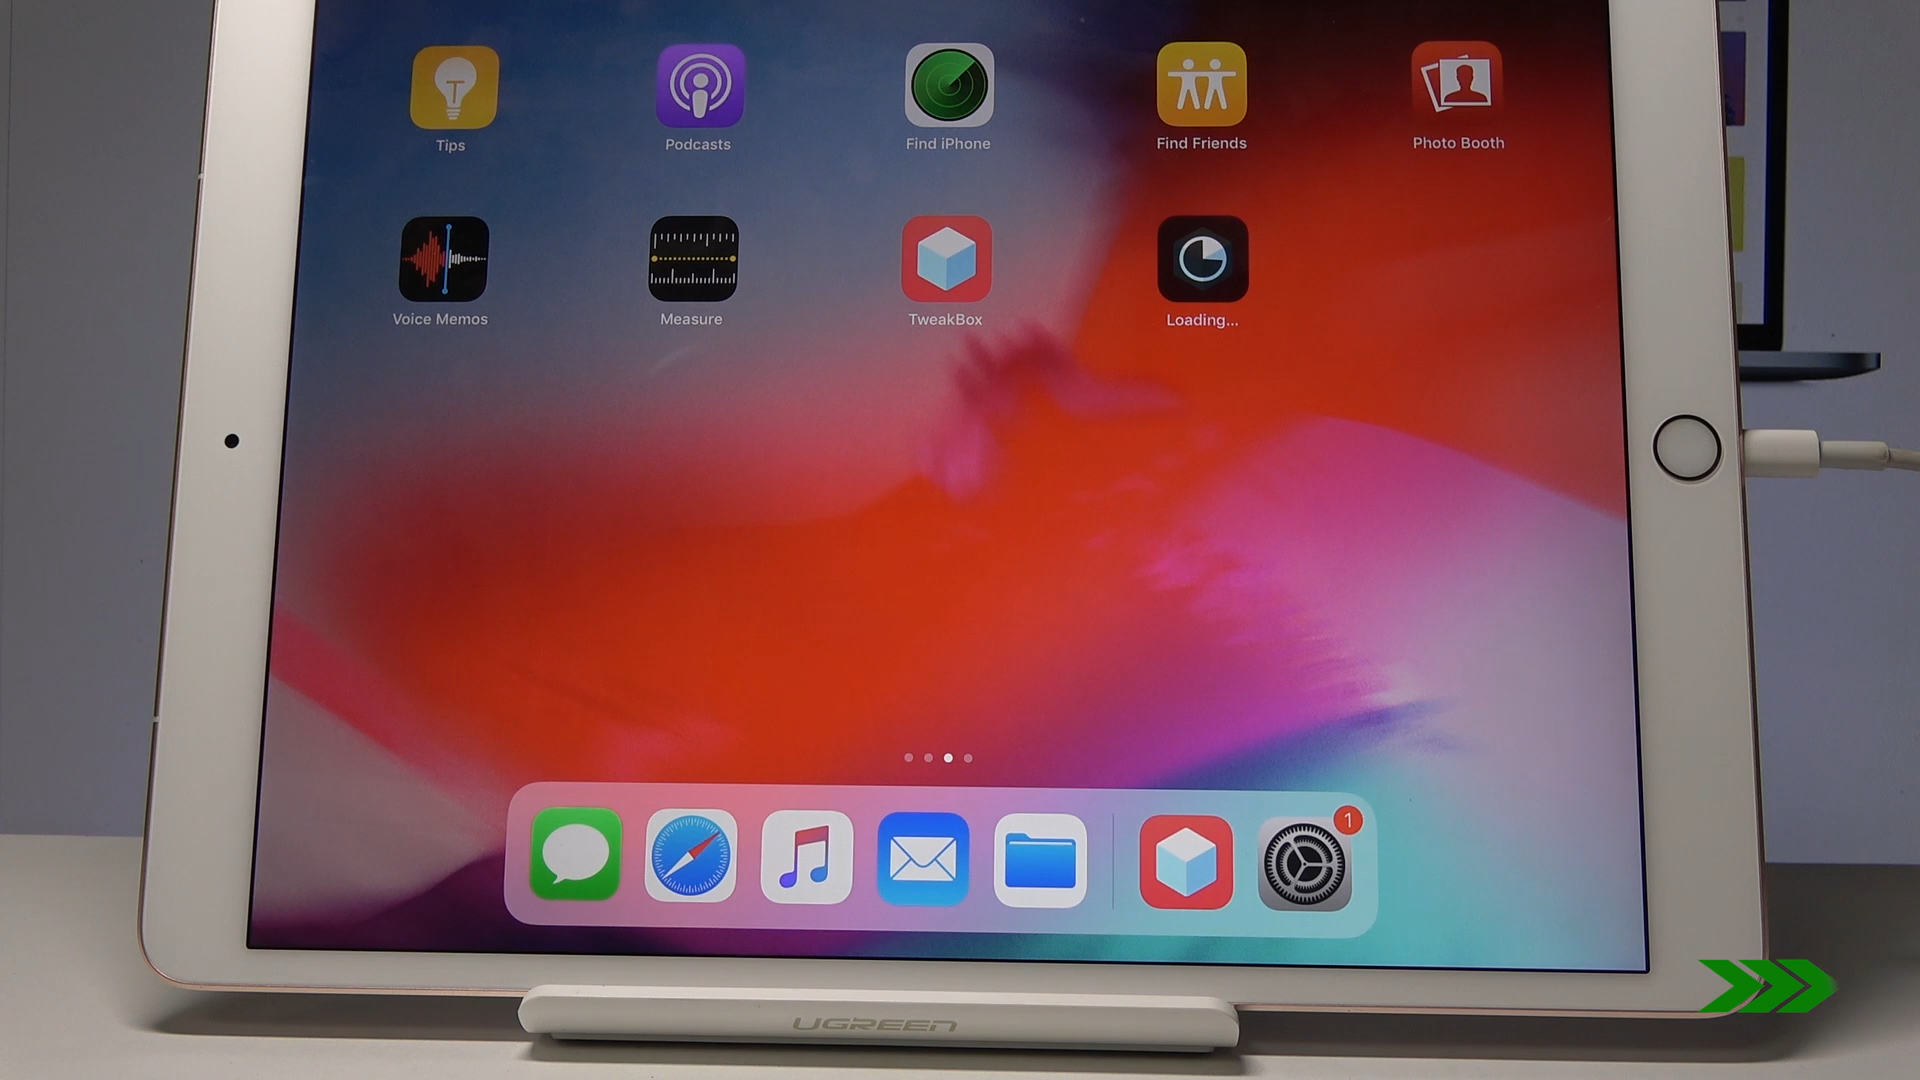 Tips
Podcasts
Find iPhone
Find Friends
Photo Booth
Voice Memos
Measure
TweakBox
Loading...
1
UGREEN